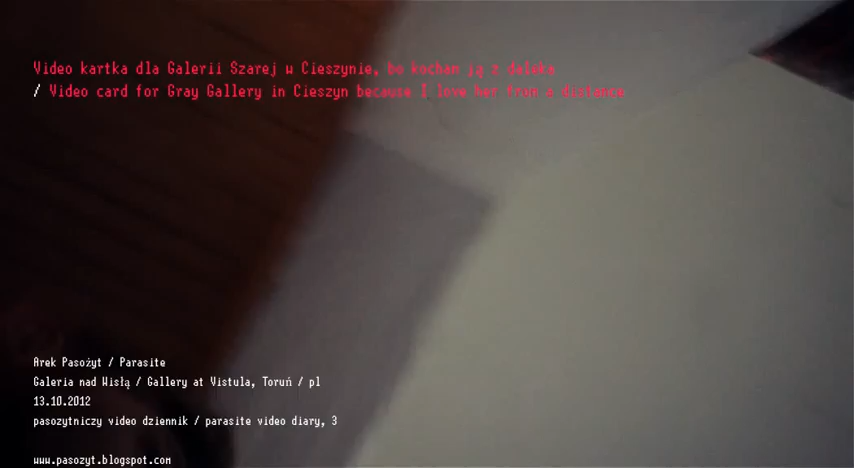 Video kartka dla Galerii Szarej w Cieszynie, bo kocham ją z daleka
/ Video card for Gray Gallery in Cieszyn because I love her from a distance
Arek Pasożyt / Parasite
Galeria nad Wisłą / Gallery at Vistula, Toruń / pl
13.10.2012
pasozytniczy video dziennik / parasite video diary, 3
www.pasozyt.blogspot.com